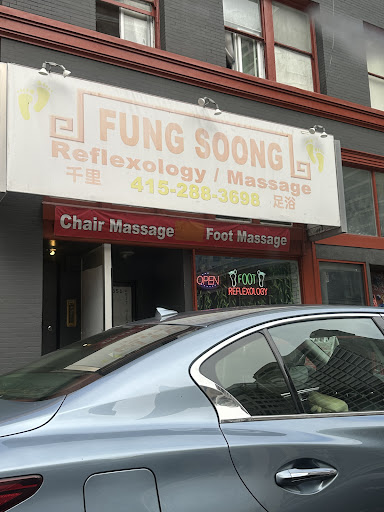 FUNG SOONG
Reflexology / Massage
千里 415-288-3698 足浴
Chair Massage Foot Massage
OPEN FOOT
REFLEXOLOGY